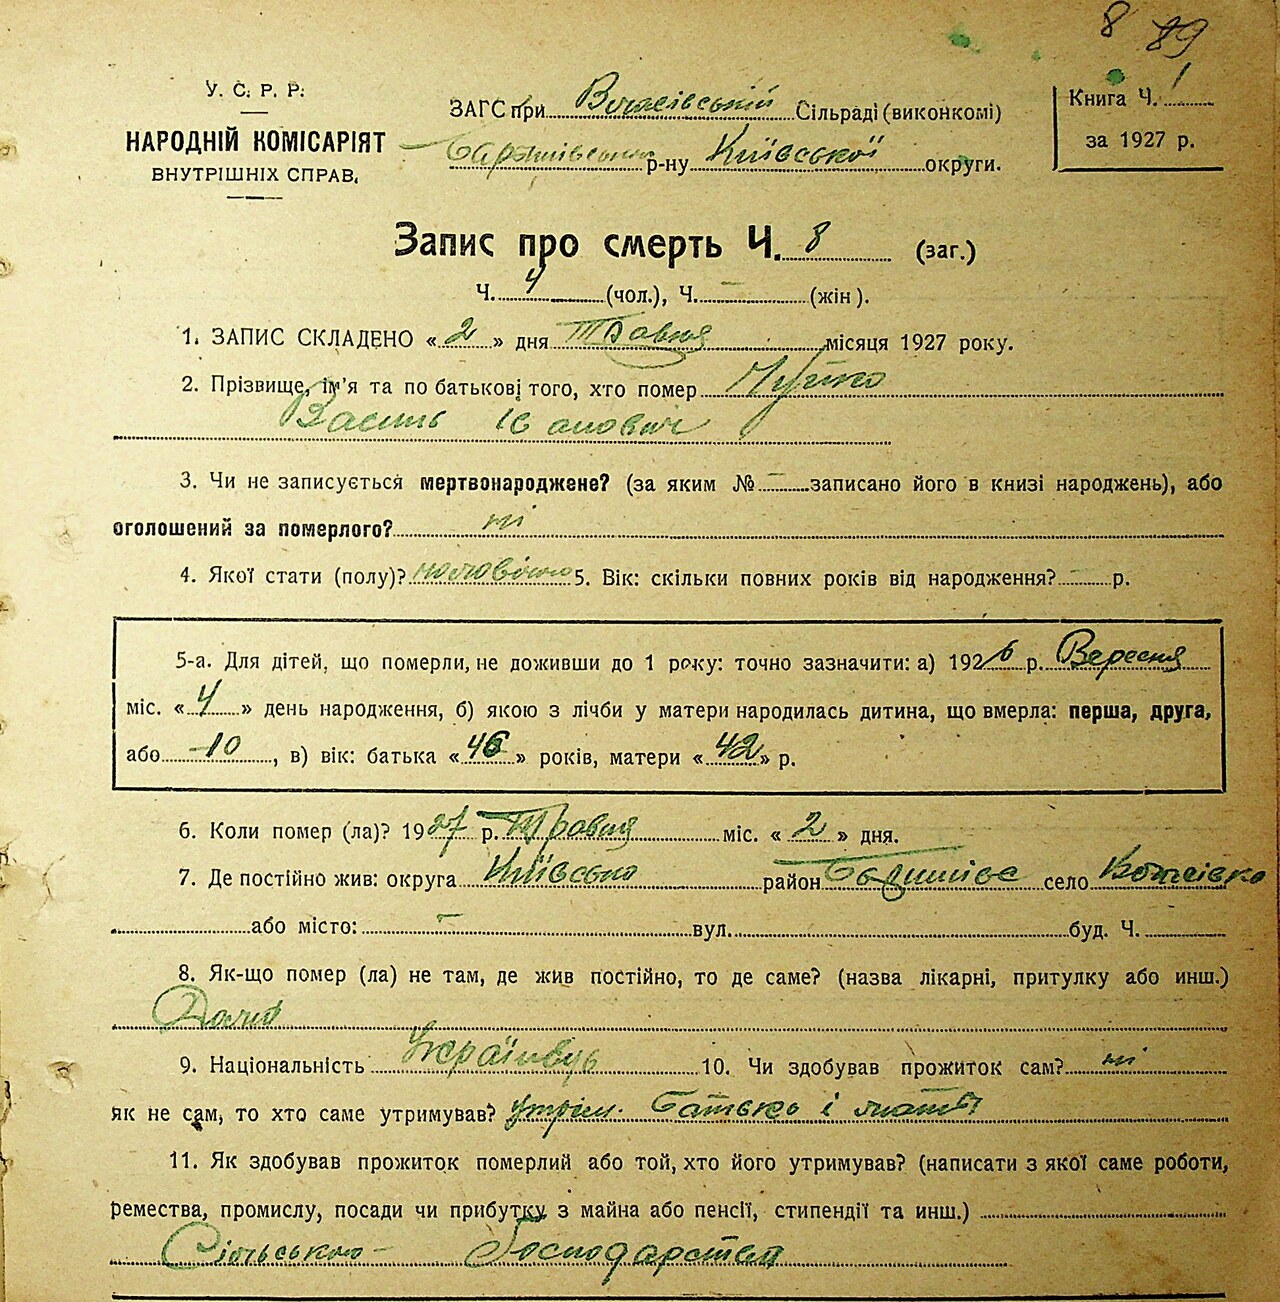 8 89
У. С. Р. Р.
НАРОДНІЙ КОМІСАРІЯТ
ВНУТРІШНІХ СПРАВ.
ЗАГС при Сільраді (виконкомі)
р-ну Київської округи.
Книга Ч. 1
за 1927 р.
Запис про смерть Ч. 8 (заг.)
Ч. 4 (чол.), Ч. – (жін).
1. ЗАПИС СКЛАДЕНО «2» дня Травня місяця 1927 року.
2. Прізвище, ім'я та по батькові того, хто помер
Василь Іванович
3. Чи не записується мертвонароджене? (за яким № – записано його в книзі народжень), або
оголошений за померлого? ні
4. Якої стати (полу)? 5. Вік: скільки повних років від народження? – р.
5-а. Для дітей, що померли, не доживши до 1 року: точно зазначити: а) 1926 р. Вересня
міс. «4» день народження, б) якою з лічби у матери народилась дитина, що вмерла: перша, друга,
або 10, в) вік: батька «46» років, матери «42» р.
6. Коли помер (ла)? 1927 р. Травня міс. «2» дня.
7. Де постійно жив: округа Київська район село
або місто: – вул. буд. Ч.
8. Як-що помер (ла) не там, де жив постійно, то де саме? (назва лікарні, притулку або инш.)
Дома
9. Національність Українець 10. Чи здобував прожиток сам? ні
як не сам, то хто саме утримував? утрим. батько і мати
11. Як здобував прожиток померлий або той, хто його утримував? (написати з якої саме роботи,
ремества, промислу, посади чи прибутку з майна або пенсії, стипендії та инш.)
Сільського- Господарства